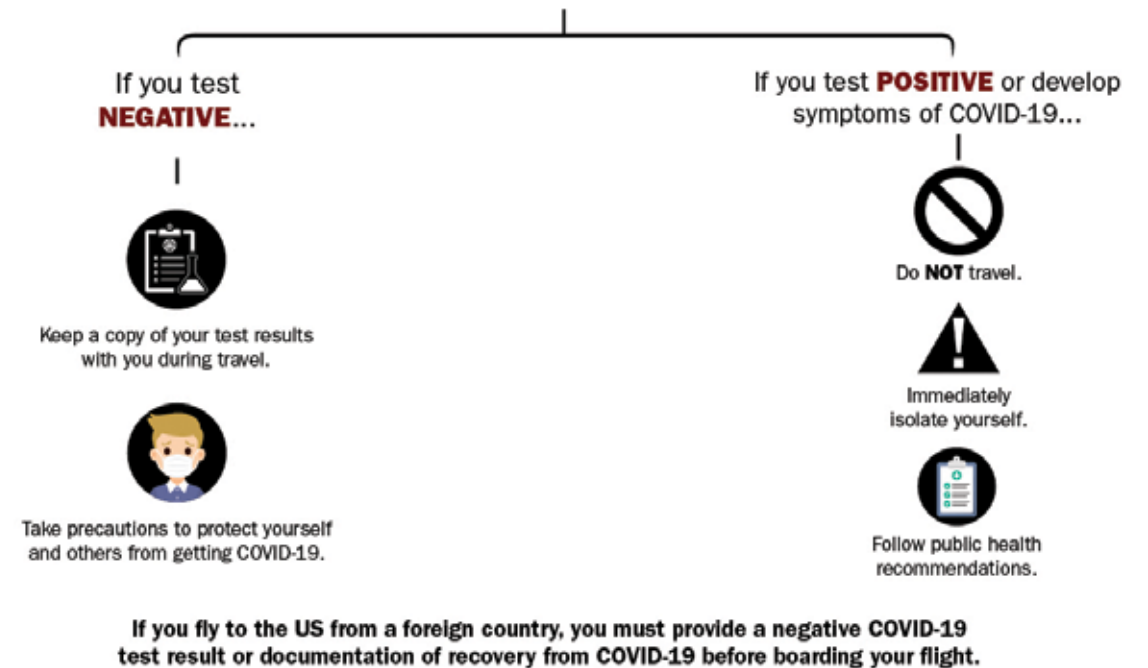 If you test
NEGATIVE...
Keep a copy of your test results
with you during travel.
Take precautions to protect yourself
and others from getting COVID-19.
If you test POSITIVE or develop
symptoms of COVID-19...
Do NOT travel.
Immediately
isolate yourself.
Follow public health
recommendations.
If you fly to the US from a foreign country, you must provide a negative COVID-19
test result or documentation of recovery from COVID-19 before boarding your flight.